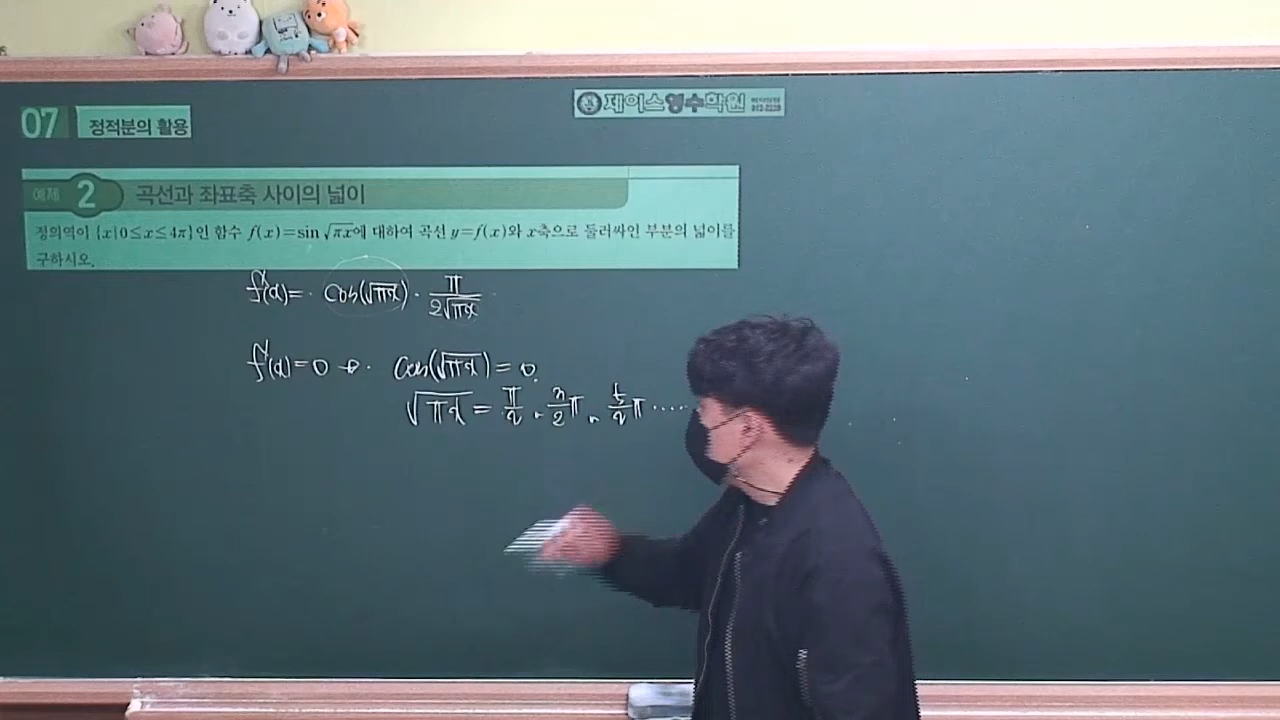 제이스영수학원
07 정적분의 활용
예제 2 곡선과 좌표축 사이의 넓이
정의역이 {x|0≤x≤4π}인 함수 f(x)=sin √πx에 대하여 곡선 y=f(x)와 x축으로 둘러싸인 부분의 넓이를
구하시오.
f'(x)= cos(√πx) · π/2√πx
f'(x)=0 → cos(√πx)=0
√πx = π/2, 3/2π, 5/2π ·····